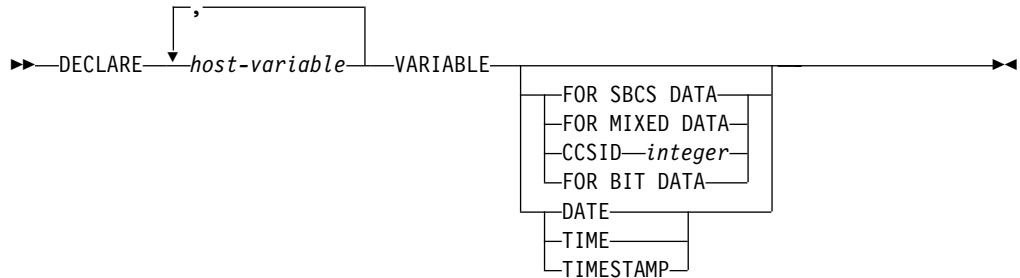 ,
DECLARE host-variable VARIABLE
FOR SBCS DATA
FOR MIXED DATA
CCSID integer
FOR BIT DATA
DATE
TIME
TIMESTAMP